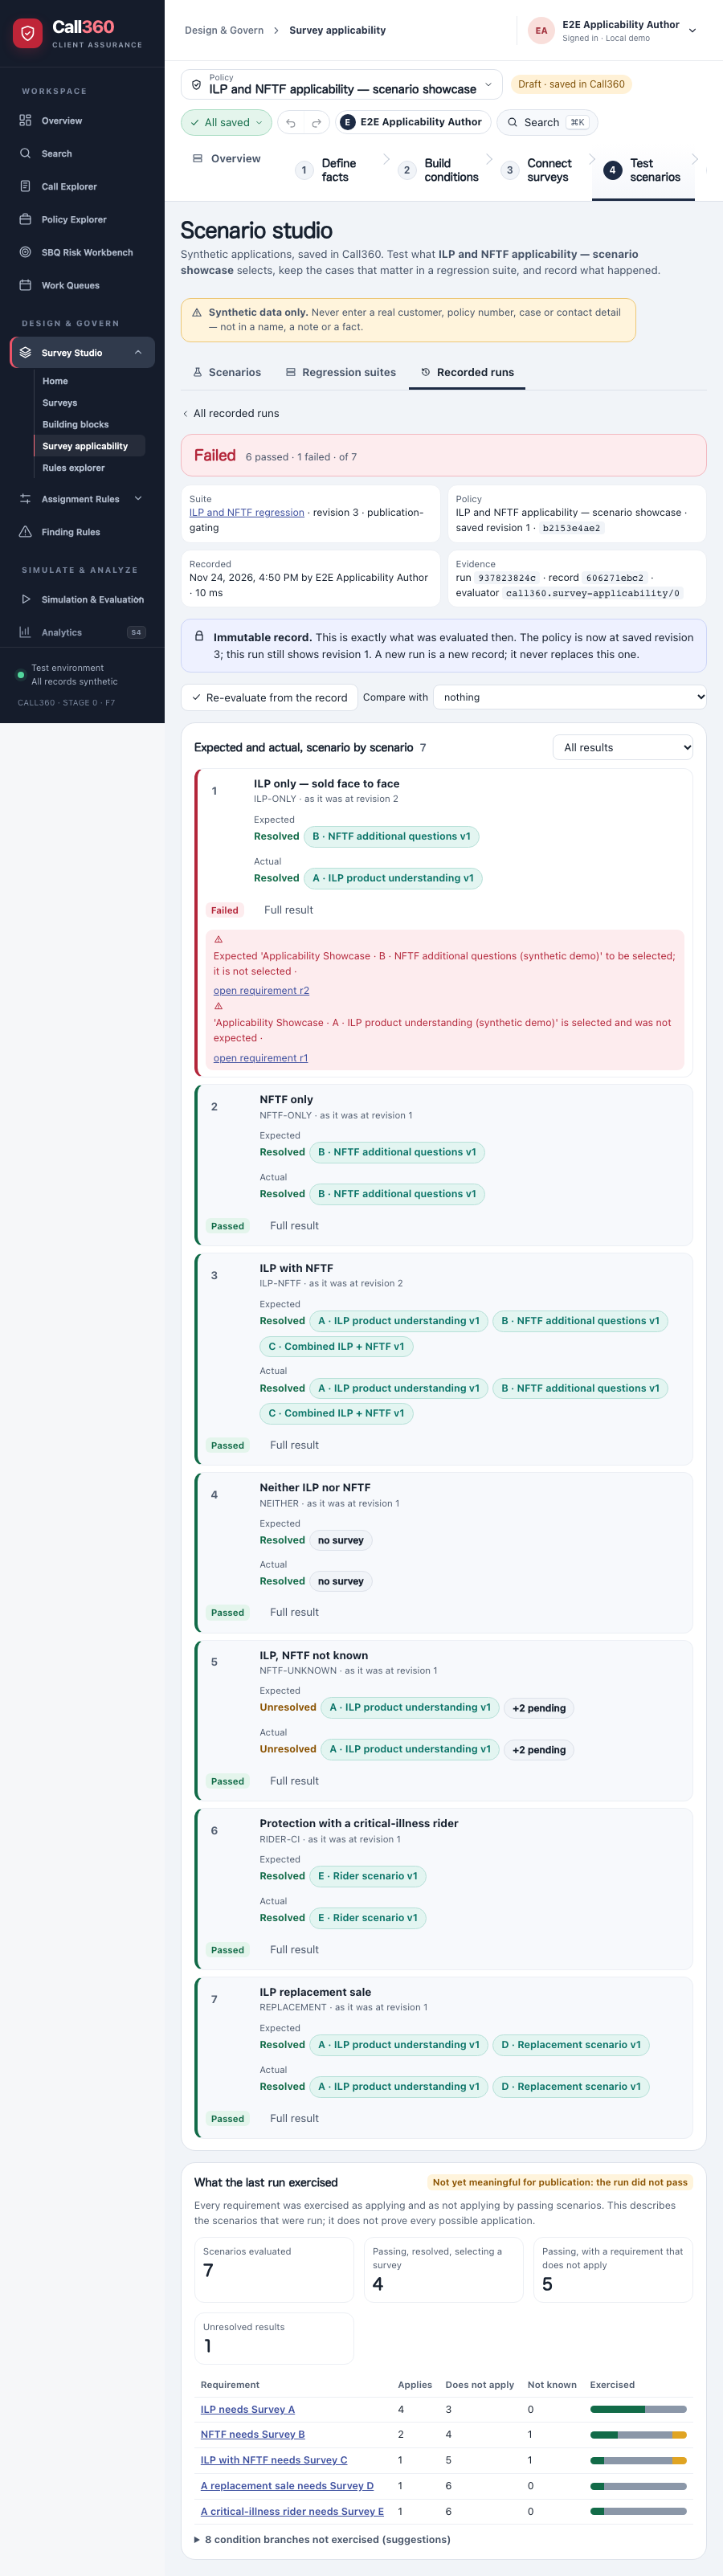 Call360
CLIENT ASSURANCE
WORKSPACE
Overview
Search
Call Explorer
Policy Explorer
SBQ Risk Workbench
Work Queues
DESIGN & GOVERN
Survey Studio
Home
Surveys
Building blocks
Survey applicability
Rules explorer
Assignment Rules
Finding Rules
SIMULATE & ANALYZE
Simulation & Evaluation
Analytics S4
Test environment
All records synthetic
CALL360 · STAGE 0 · F7
Design & Govern > Survey applicability
EA E2E Applicability Author
Signed in · Local demo
Policy
ILP and NFTF applicability — scenario showcase
Draft · saved in Call360
All saved
E E2E Applicability Author
Search ⌘K
Overview
1 Define facts
2 Build conditions
3 Connect surveys
4 Test scenarios
Scenario studio
Synthetic applications, saved in Call360. Test what ILP and NFTF applicability — scenario
showcase selects, keep the cases that matter in a regression suite, and record what happened.
Synthetic data only. Never enter a real customer, policy number, case or contact detail
— not in a name, a note or a fact.
Scenarios
Regression suites
Recorded runs
‹ All recorded runs
Failed 6 passed · 1 failed · of 7
Suite
ILP and NFTF regression · revision 3 · publication-
gating
Policy
ILP and NFTF applicability — scenario showcase ·
saved revision 1 · b2153e4ae2
Recorded
Nov 24, 2026, 4:50 PM by E2E Applicability Author
· 10 ms
Evidence
run 937823824c · record 606271ebc2 ·
evaluator call360.survey-applicability/0
Immutable record. This is exactly what was evaluated then. The policy is now at saved revision
3; this run still shows revision 1. A new run is a new record; it never replaces this one.
Re-evaluate from the record
Compare with nothing
Expected and actual, scenario by scenario 7
All results
1 ILP only — sold face to face
ILP-ONLY · as it was at revision 2
Expected
Resolved B · NFTF additional questions v1
Actual
Resolved A · ILP product understanding v1
Failed Full result
Expected 'Applicability Showcase · B · NFTF additional questions (synthetic demo)' to be selected;
it is not selected ·
open requirement r2
'Applicability Showcase · A · ILP product understanding (synthetic demo)' is selected and was not
expected ·
open requirement r1
2 NFTF only
NFTF-ONLY · as it was at revision 1
Expected
Resolved B · NFTF additional questions v1
Actual
Resolved B · NFTF additional questions v1
Passed Full result
3 ILP with NFTF
ILP-NFTF · as it was at revision 2
Expected
Resolved A · ILP product understanding v1 B · NFTF additional questions v1
C · Combined ILP + NFTF v1
Actual
Resolved A · ILP product understanding v1 B · NFTF additional questions v1
C · Combined ILP + NFTF v1
Passed Full result
4 Neither ILP nor NFTF
NEITHER · as it was at revision 1
Expected
Resolved no survey
Actual
Resolved no survey
Passed Full result
5 ILP, NFTF not known
NFTF-UNKNOWN · as it was at revision 1
Expected
Unresolved A · ILP product understanding v1 +2 pending
Actual
Unresolved A · ILP product understanding v1 +2 pending
Passed Full result
6 Protection with a critical-illness rider
RIDER-CI · as it was at revision 1
Expected
Resolved E · Rider scenario v1
Actual
Resolved E · Rider scenario v1
Passed Full result
7 ILP replacement sale
REPLACEMENT · as it was at revision 1
Expected
Resolved A · ILP product understanding v1 D · Replacement scenario v1
Actual
Resolved A · ILP product understanding v1 D · Replacement scenario v1
Passed Full result
What the last run exercised
Not yet meaningful for publication: the run did not pass
Every requirement was exercised as applying and as not applying by passing scenarios. This describes
the scenarios that were run; it does not prove every possible application.
Scenarios evaluated
7
Passing, resolved, selecting a
survey
4
Passing, with a requirement that
does not apply
5
Unresolved results
1
Requirement Applies Does not apply Not known Exercised
ILP needs Survey A 4 3 0
NFTF needs Survey B 2 4 1
ILP with NFTF needs Survey C 1 5 1
A replacement sale needs Survey D 1 6 0
A critical-illness rider needs Survey E 1 6 0
8 condition branches not exercised (suggestions)